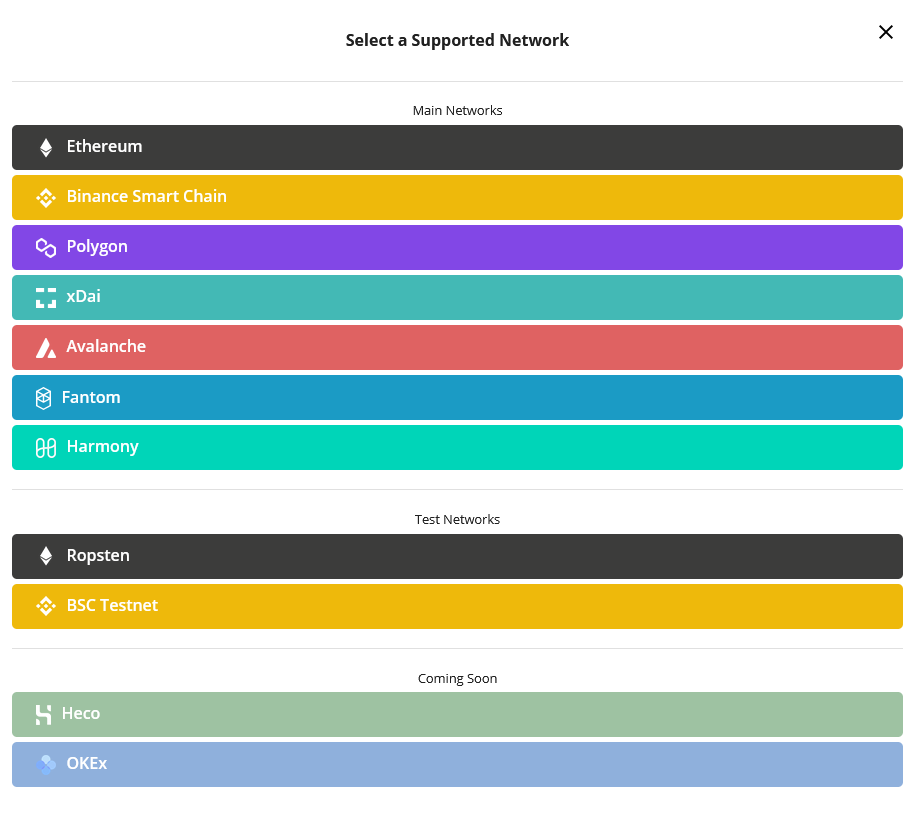 Select a Supported Network
Main Networks
Ethereum
Binance Smart Chain
Polygon
xDai
Avalanche
Fantom
Harmony
Test Networks
Ropsten
BSC Testnet
Coming Soon
Heco
OKEx